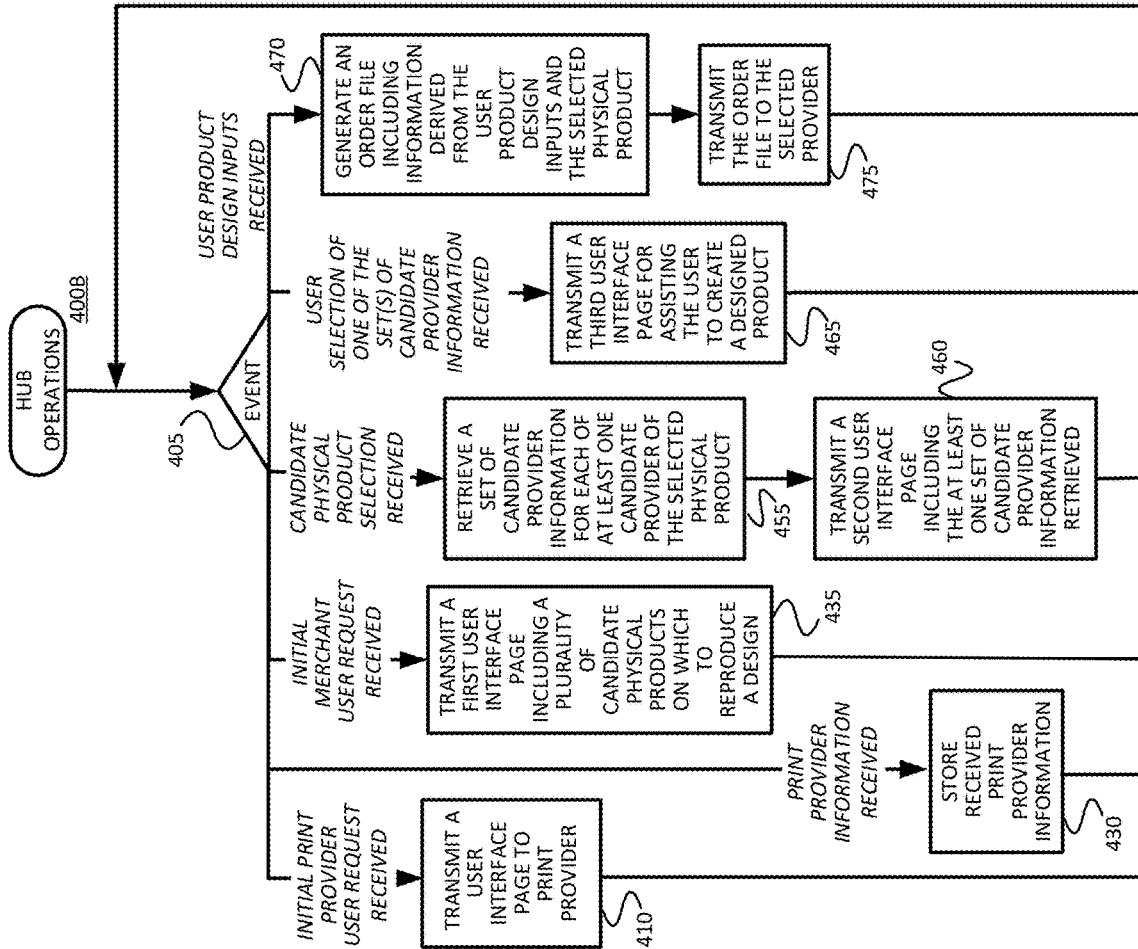 HUB
OPERATIONS
400B
405
EVENT
INITIAL PRINT
PROVIDER
USER REQUEST
RECEIVED
TRANSMIT A
USER
INTERFACE
PAGE TO
PRINT
PROVIDER
410
PRINT
PROVIDER
INFORMATION
RECEIVED
STORE
RECEIVED
PRINT
PROVIDER
INFORMATION
430
INITIAL
MERCHANT
USER REQUEST
RECEIVED
TRANSMIT A
FIRST USER
INTERFACE
PAGE
INCLUDING A
PLURALITY
OF
CANDIDATE
PHYSICAL
PRODUCTS
ON WHICH
TO
REPRODUCE
A DESIGN
435
CANDIDATE
PHYSICAL
PRODUCT
SELECTION
RECEIVED
RETRIEVE A
SET OF
CANDIDATE
PROVIDER
INFORMATION
FOR EACH OF
AT LEAST ONE
CANDIDATE
PROVIDER OF
THE SELECTED
PHYSICAL
PRODUCT
455
TRANSMIT A
SECOND USER
INTERFACE
PAGE
INCLUDING
THE AT LEAST
ONE SET OF
CANDIDATE
PROVIDER
INFORMATION
RETRIEVED
460
USER
SELECTION OF
ONE OF THE
SET(S) OF
CANDIDATE
PROVIDER
INFORMATION
RECEIVED
TRANSMIT A
THIRD USER
INTERFACE
PAGE FOR
ASSISTING
THE USER
TO CREATE
A DESIGNED
PRODUCT
465
USER PRODUCT
DESIGN INPUTS
RECEIVED
470
GENERATE AN
ORDER FILE
INCLUDING
INFORMATION
DERIVED
FROM THE
USER
PRODUCT
DESIGN
INPUTS AND
THE SELECTED
PHYSICAL
PRODUCT
TRANSMIT
THE ORDER
FILE TO THE
SELECTED
PROVIDER
475